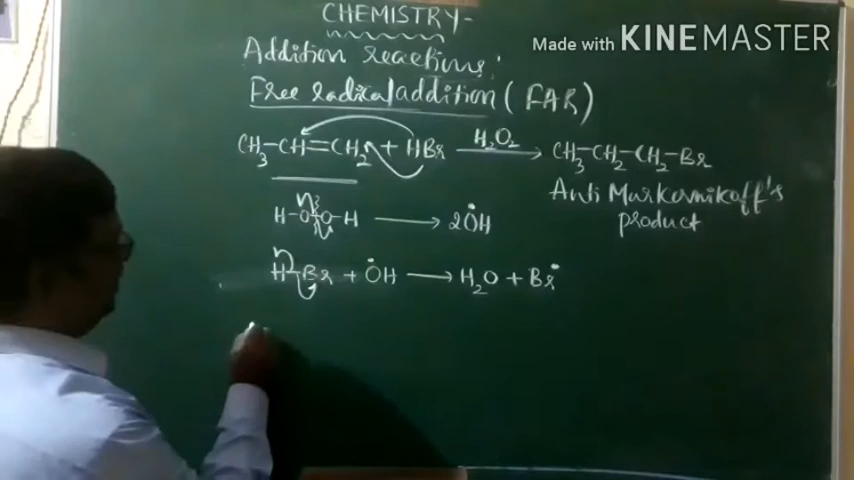 CHEMISTRY-
Made with KINEMASTER
Addition reactions:
Free radical addition (FAR)
CH₃-CH=CH₂ + HBr —H₂O₂→ CH₃-CH₂-CH₂-Br
Anti Markovnikoff's
product
H-O-O-H → 2ȮH
H-Br + ȮH → H₂O + Br•